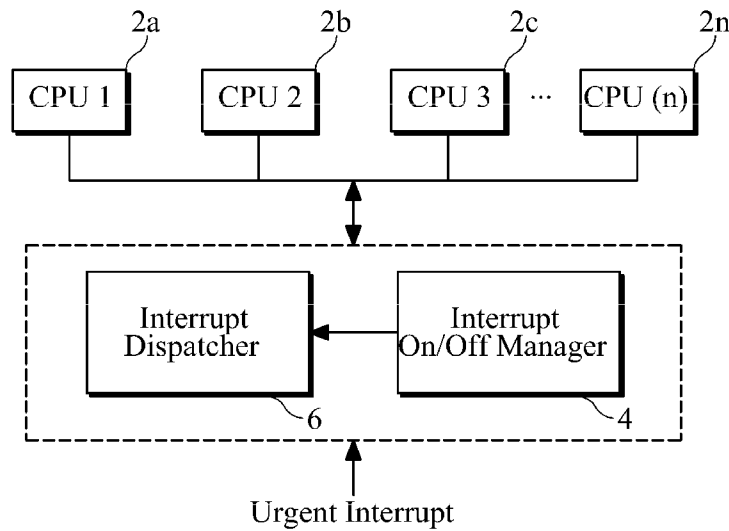 2a 2b 2c 2n
CPU 1 CPU 2 CPU 3 ... CPU (n)
Interrupt
Dispatcher
Interrupt
On/Off Manager
6 4
Urgent Interrupt